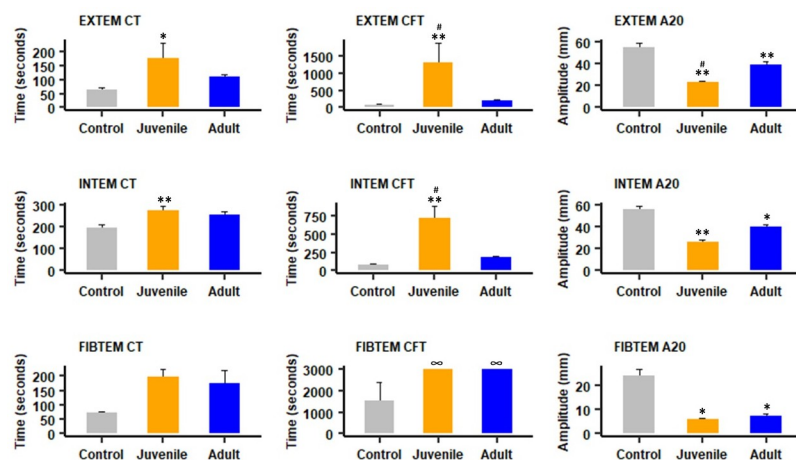 EXTEM CT
Time (seconds)
200
150
100
50
0
*
Control Juvenile Adult
EXTEM CFT
Time (seconds)
1500
1000
500
0
#
**
Control Juvenile Adult
EXTEM A20
Amplitude (mm)
60
40
20
0
#
**
**
Control Juvenile Adult
INTEM CT
Time (seconds)
300
200
100
0
**
Control Juvenile Adult
INTEM CFT
Time (seconds)
750
500
250
0
#
**
Control Juvenile Adult
INTEM A20
Amplitude (mm)
60
40
20
0
**
*
Control Juvenile Adult
FIBTEM CT
Time (seconds)
200
150
100
50
0
Control Juvenile Adult
FIBTEM CFT
Time (seconds)
3000
2000
1000
0
∞
∞
Control Juvenile Adult
FIBTEM A20
Amplitude (mm)
20
10
0
*
*
Control Juvenile Adult